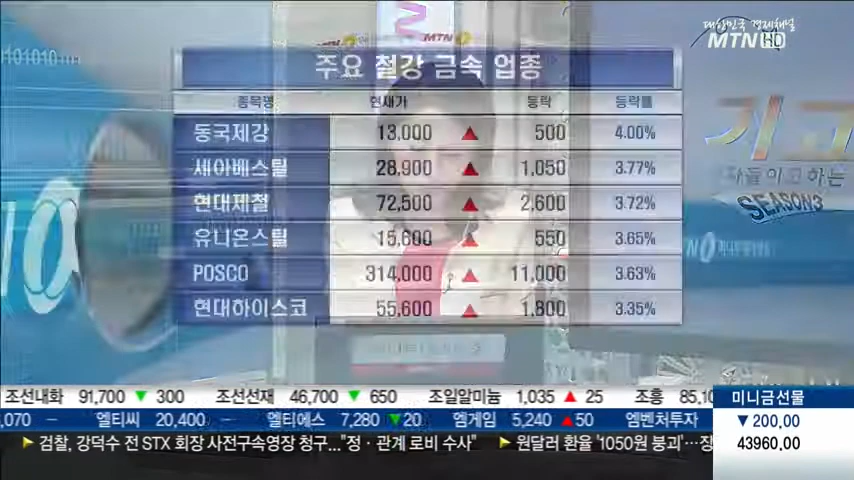 대한민국 경제채널
MTN HD
MTN
주요 철강 금속 업종
종목명 현재가 등락 등락률
동국제강 13,000 ▲ 500 4.00%
세아베스틸 28,900 ▲ 1,050 3.77%
현대제철 72,500 ▲ 2,600 3.72%
유니온스틸 15,600 ▲ 550 3.65%
POSCO 314,000 ▲ 11,000 3.63%
현대하이스코 55,600 ▲ 1,800 3.35%
하는
SEASON3
조선내화 91,700 ▼ 300 조선선재 46,700 ▼ 650 조일알미늄 1,035 ▲ 25 조흥 85,10
,070 – 엘티씨 20,400 – 엘티에스 7,280 ▼20 엠게임 5,240 ▲50 엠벤처투자
▶ 검찰, 강덕수 전 STX 회장 사전구속영장 청구..."정·관계 로비 수사" ▶ 원달러 환율 '1050원 붕괴'…장
미니금선물
▼200,00
43960,00